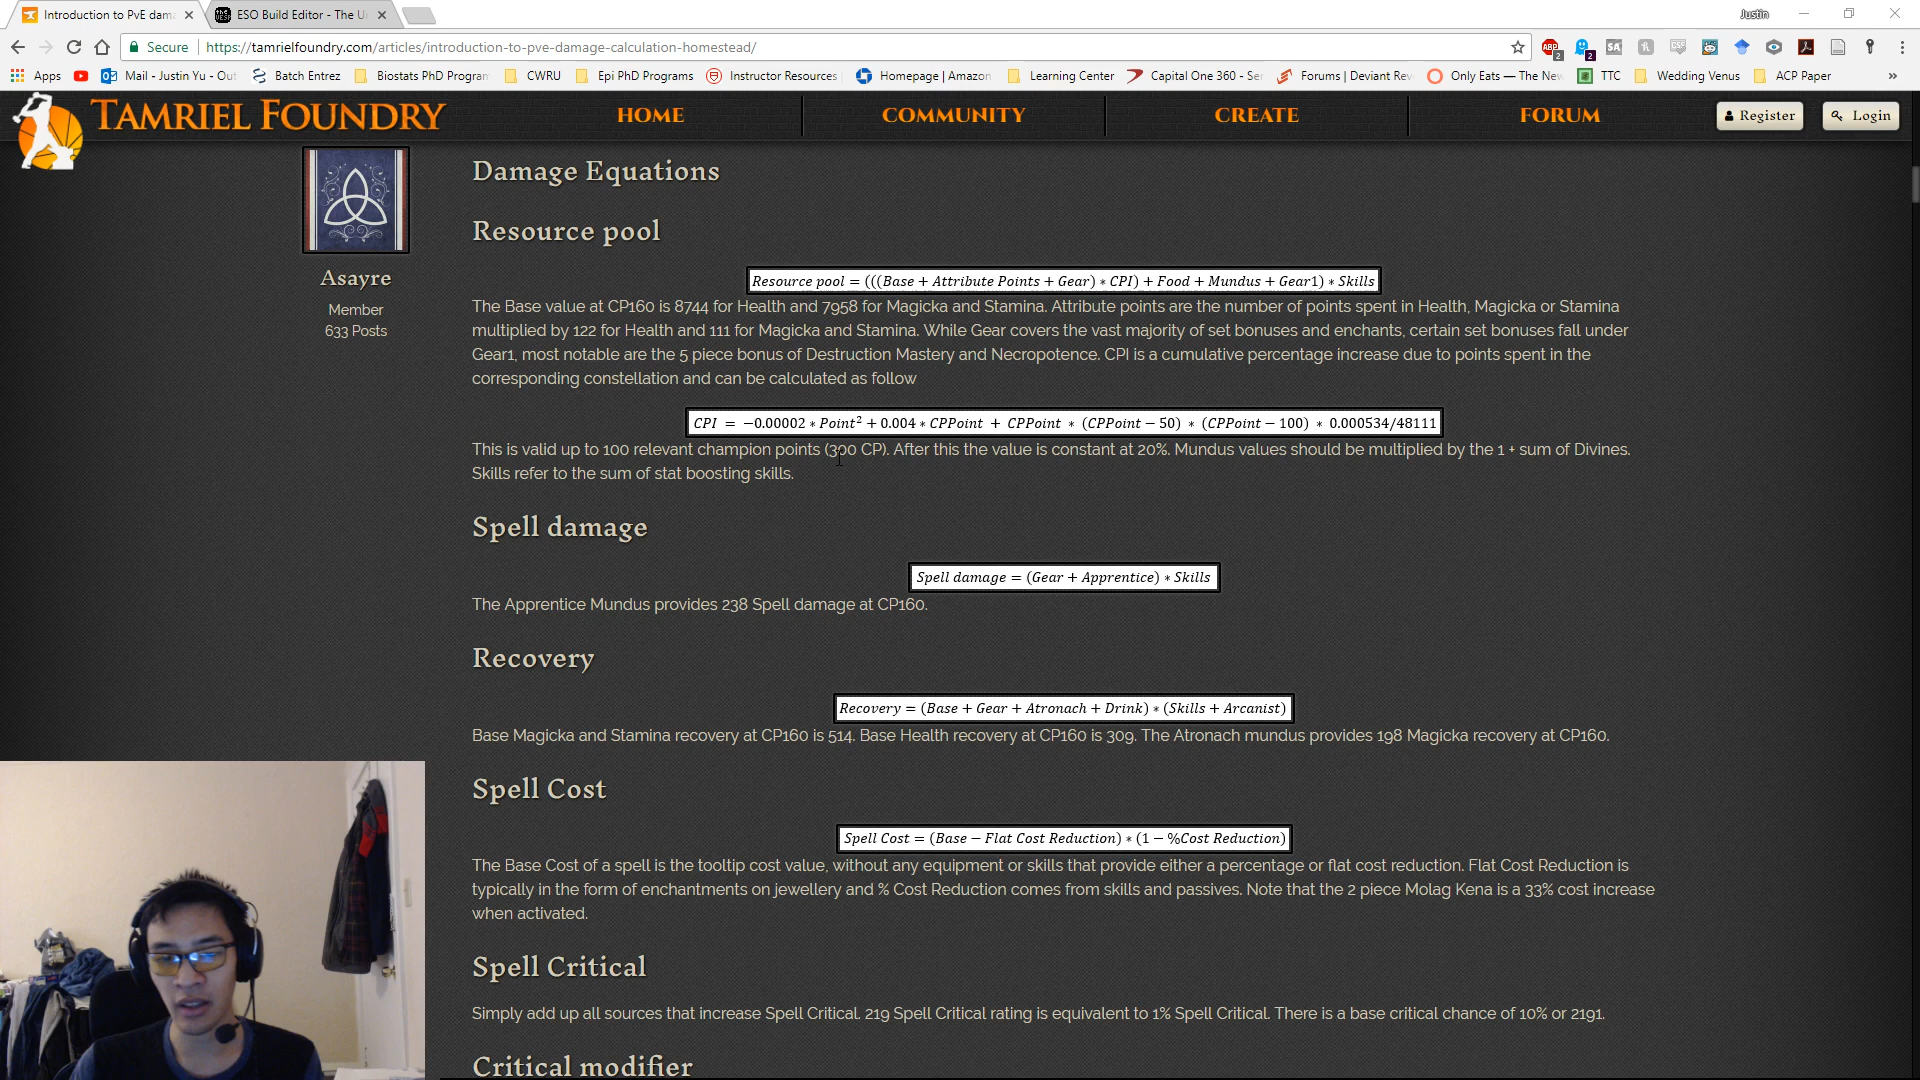 Introduction to PvE dam
ESO Build Editor - The U
Justin
Secure
https://tamrielfoundry.com/articles/introduction-to-pve-damage-calculation-homestead/
Apps
Mail - Justin Yu - Out
Batch Entrez
Biostats PhD Program
CWRU
Epi PhD Programs
Instructor Resources
Homepage | Amazon
Learning Center
Capital One 360 - Ser
Forums | Deviant Rev
Only Eats — The New
TTC
Wedding Venus
ACP Paper
»
TAMRIEL FOUNDRY
HOME
COMMUNITY
CREATE
FORUM
Register
Login
Asayre
Member
633 Posts
Damage Equations
Resource pool
Resource pool = (((Base + Attribute Points + Gear) * CPI) + Food + Mundus + Gear1) * Skills
The Base value at CP160 is 8744 for Health and 7958 for Magicka and Stamina. Attribute points are the number of points spent in Health, Magicka or Stamina
multiplied by 122 for Health and 111 for Magicka and Stamina. While Gear covers the vast majority of set bonuses and enchants, certain set bonuses fall under
Gear1, most notable are the 5 piece bonus of Destruction Mastery and Necropotence. CPI is a cumulative percentage increase due to points spent in the
corresponding constellation and can be calculated as follow
CPI = −0.00002 * Point² + 0.004 * CPPoint + CPPoint * (CPPoint − 50) * (CPPoint − 100) * 0.000534/48111
This is valid up to 100 relevant champion points (300 CP). After this the value is constant at 20%. Mundus values should be multiplied by the 1 + sum of Divines.
Skills refer to the sum of stat boosting skills.
Spell damage
Spell damage = (Gear + Apprentice) * Skills
The Apprentice Mundus provides 238 Spell damage at CP160.
Recovery
Recovery = (Base + Gear + Atronach + Drink) * (Skills + Arcanist)
Base Magicka and Stamina recovery at CP160 is 514. Base Health recovery at CP160 is 309. The Atronach mundus provides 198 Magicka recovery at CP160.
Spell Cost
Spell Cost = (Base − Flat Cost Reduction) * (1 − %Cost Reduction)
The Base Cost of a spell is the tooltip cost value, without any equipment or skills that provide either a percentage or flat cost reduction. Flat Cost Reduction is
typically in the form of enchantments on jewellery and % Cost Reduction comes from skills and passives. Note that the 2 piece Molag Kena is a 33% cost increase
when activated.
Spell Critical
Simply add up all sources that increase Spell Critical. 219 Spell Critical rating is equivalent to 1% Spell Critical. There is a base critical chance of 10% or 2191.
Critical modifier